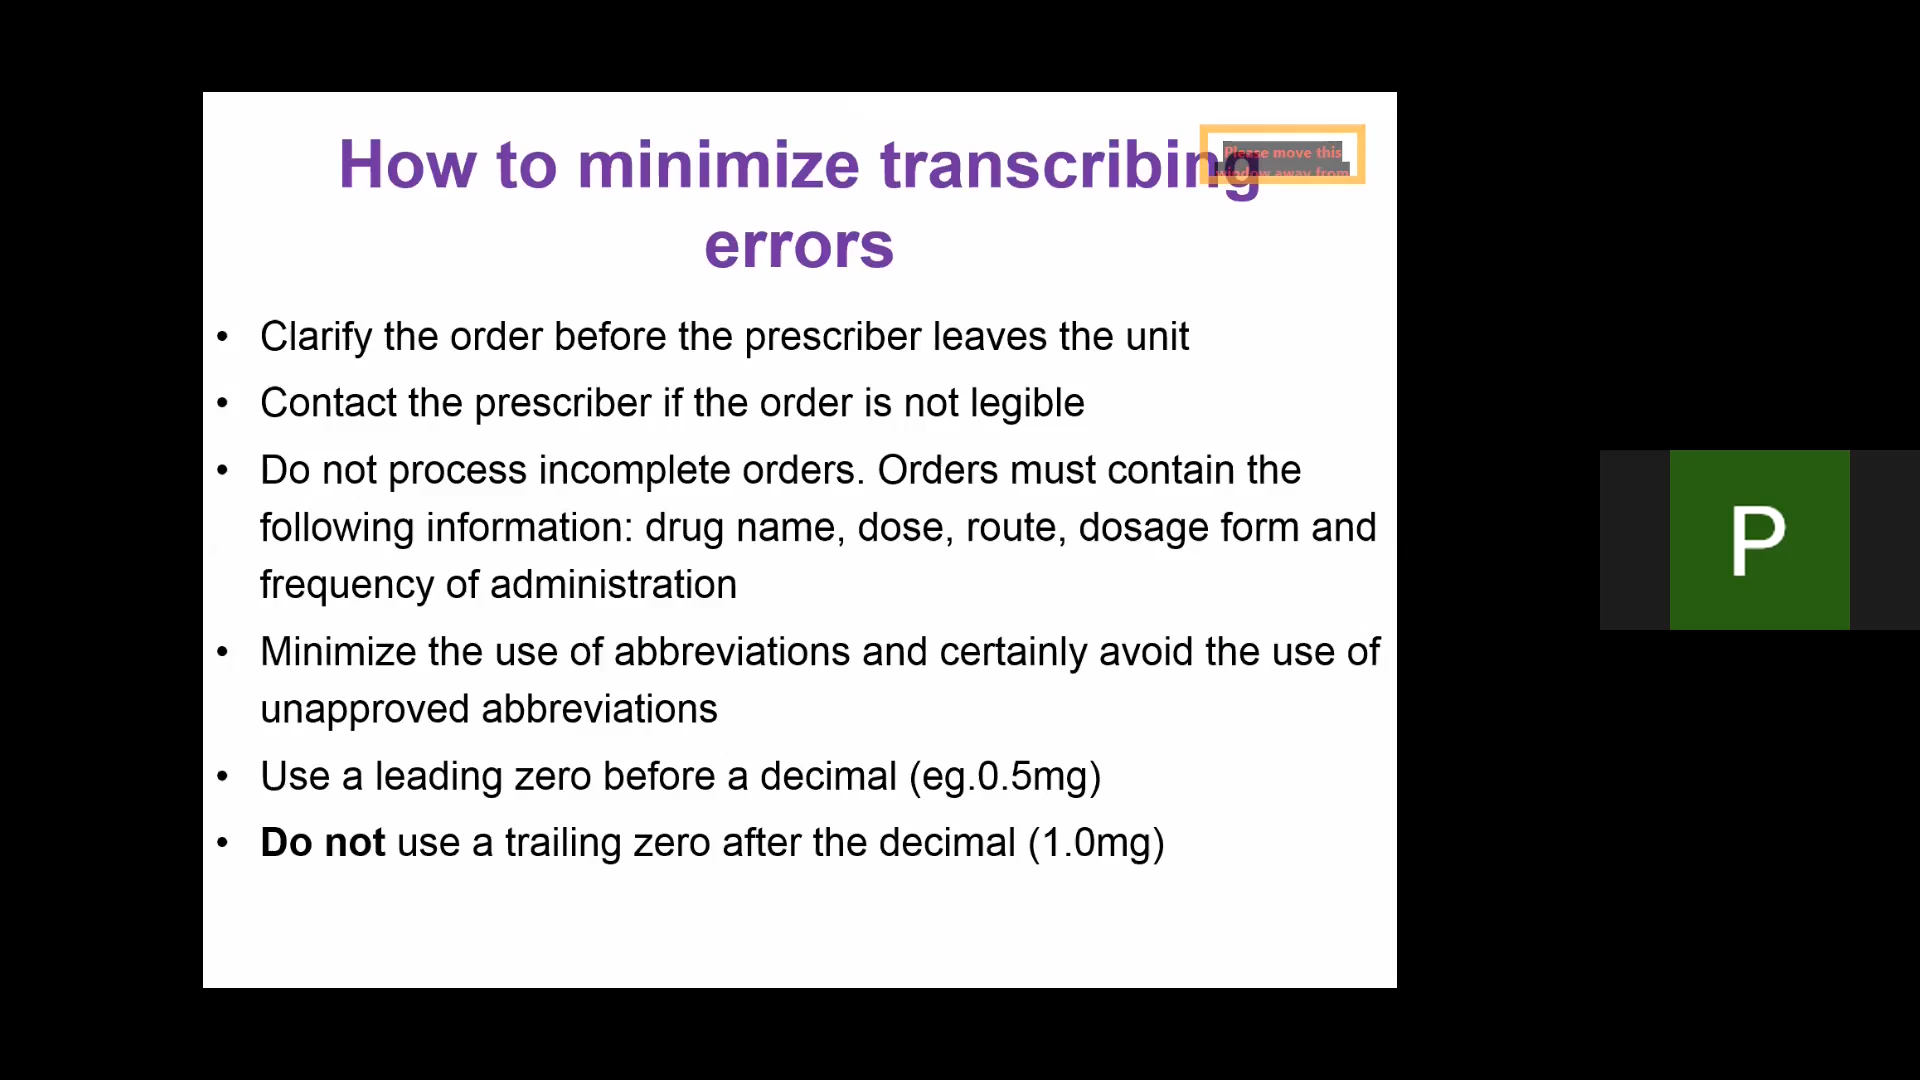 How to minimize transcribing
errors
Please move this
window away from
• Clarify the order before the prescriber leaves the unit
• Contact the prescriber if the order is not legible
• Do not process incomplete orders. Orders must contain the
following information: drug name, dose, route, dosage form and
frequency of administration
• Minimize the use of abbreviations and certainly avoid the use of
unapproved abbreviations
• Use a leading zero before a decimal (eg.0.5mg)
• Do not use a trailing zero after the decimal (1.0mg)
P